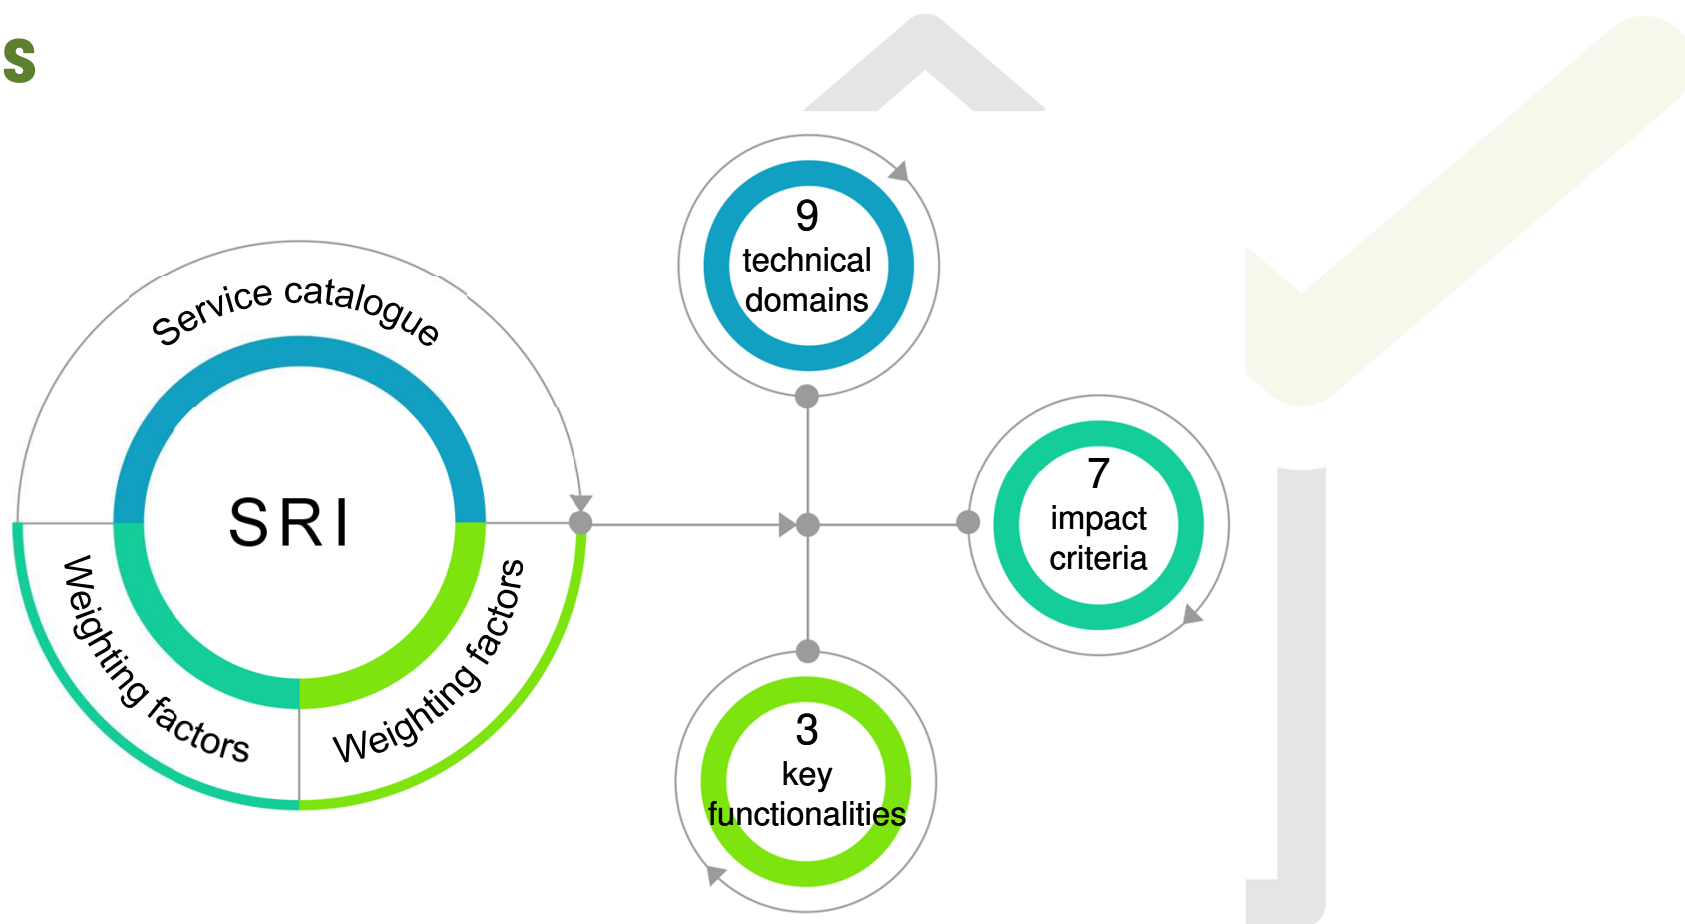 s
Service catalogue
SRI
Weighting factors
Weighting factors
9
technical
domains
7
impact
criteria
3
key
functionalities